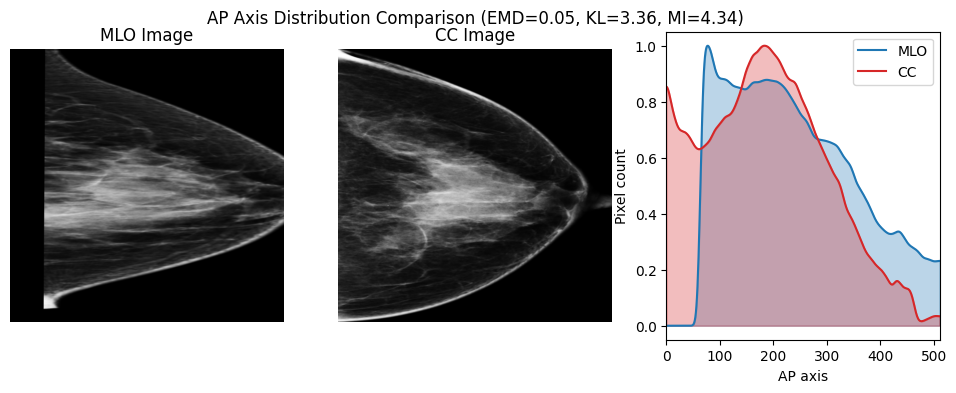 AP Axis Distribution Comparison (EMD=0.05, KL=3.36, MI=4.34)
MLO Image
CC Image
MLO
CC
Pixel count
1.0
0.8
0.6
0.4
0.2
0.0
0 100 200 300 400 500
AP axis